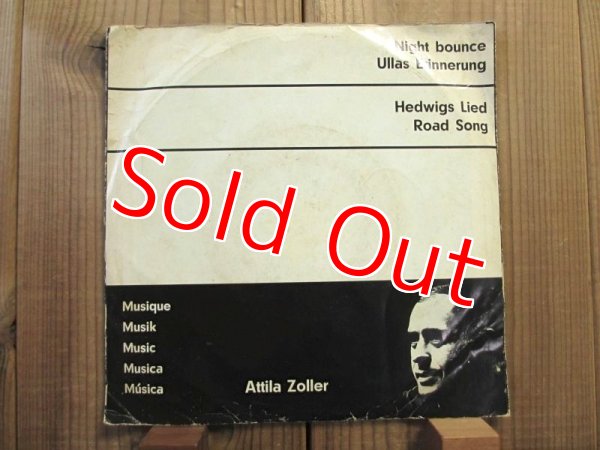 Night bounce
Ullas Erinnerung
Hedwigs Lied
Road Song
Sold Out
Musique
Musik
Music
Musica
Música
Attila Zoller